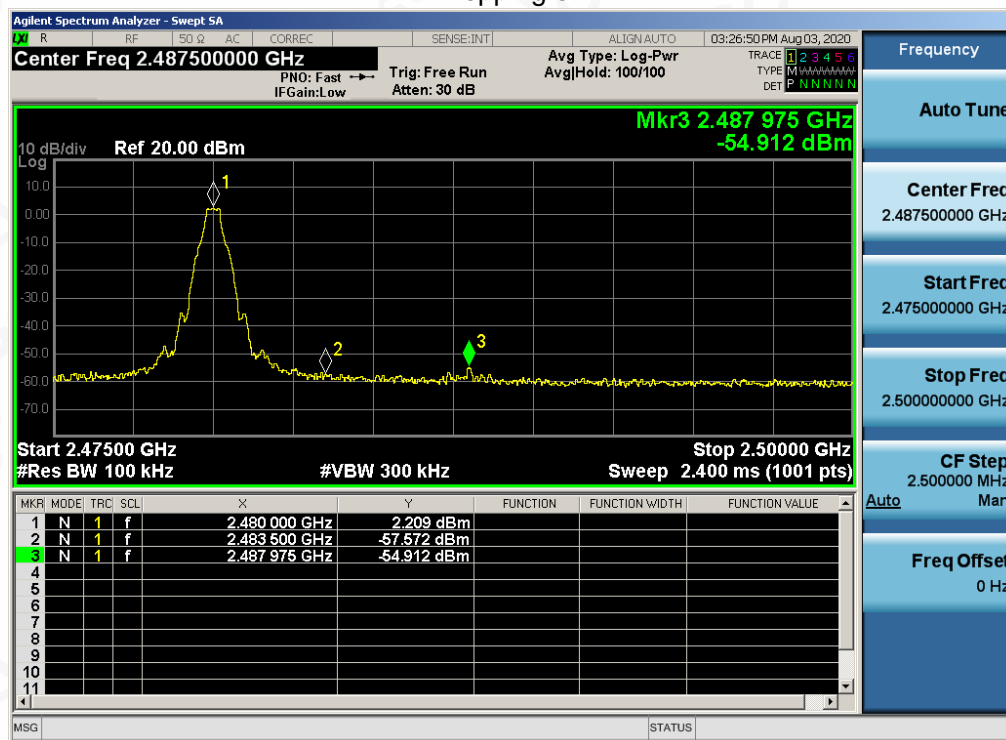 Agilent Spectrum Analyzer - Swept SA
LXI R RF 50 Ω AC CORREC SENSE:INT ALIGN AUTO 03:26:50 PM Aug 03, 2020
Center Freq 2.487500000 GHz
PNO: Fast
IFGain:Low
Trig: Free Run
Atten: 30 dB
Avg Type: Log-Pwr
Avg|Hold: 100/100
TRACE 1 2 3 4 5 6
TYPE M WWWWW
DET P N N N N N
Mkr3 2.487 975 GHz
-54.912 dBm
10 dB/div Ref 20.00 dBm
Log
10.0
0.00
-10.0
-20.0
-30.0
-40.0
-50.0
-60.0
-70.0
1
2
3
Start 2.47500 GHz Stop 2.50000 GHz
#Res BW 100 kHz #VBW 300 kHz Sweep 2.400 ms (1001 pts)
MKR MODE TRC SCL X Y FUNCTION FUNCTION WIDTH FUNCTION VALUE
1 N 1 f 2.480 000 GHz 2.209 dBm
2 N 1 f 2.483 500 GHz -57.572 dBm
3 N 1 f 2.487 975 GHz -54.912 dBm
4
5
6
7
8
9
10
11
MSG STATUS
Frequency
Auto Tune
Center Freq
2.487500000 GHz
Start Freq
2.475000000 GHz
Stop Freq
2.500000000 GHz
CF Step
2.500000 MHz
Auto Man
Freq Offset
0 Hz